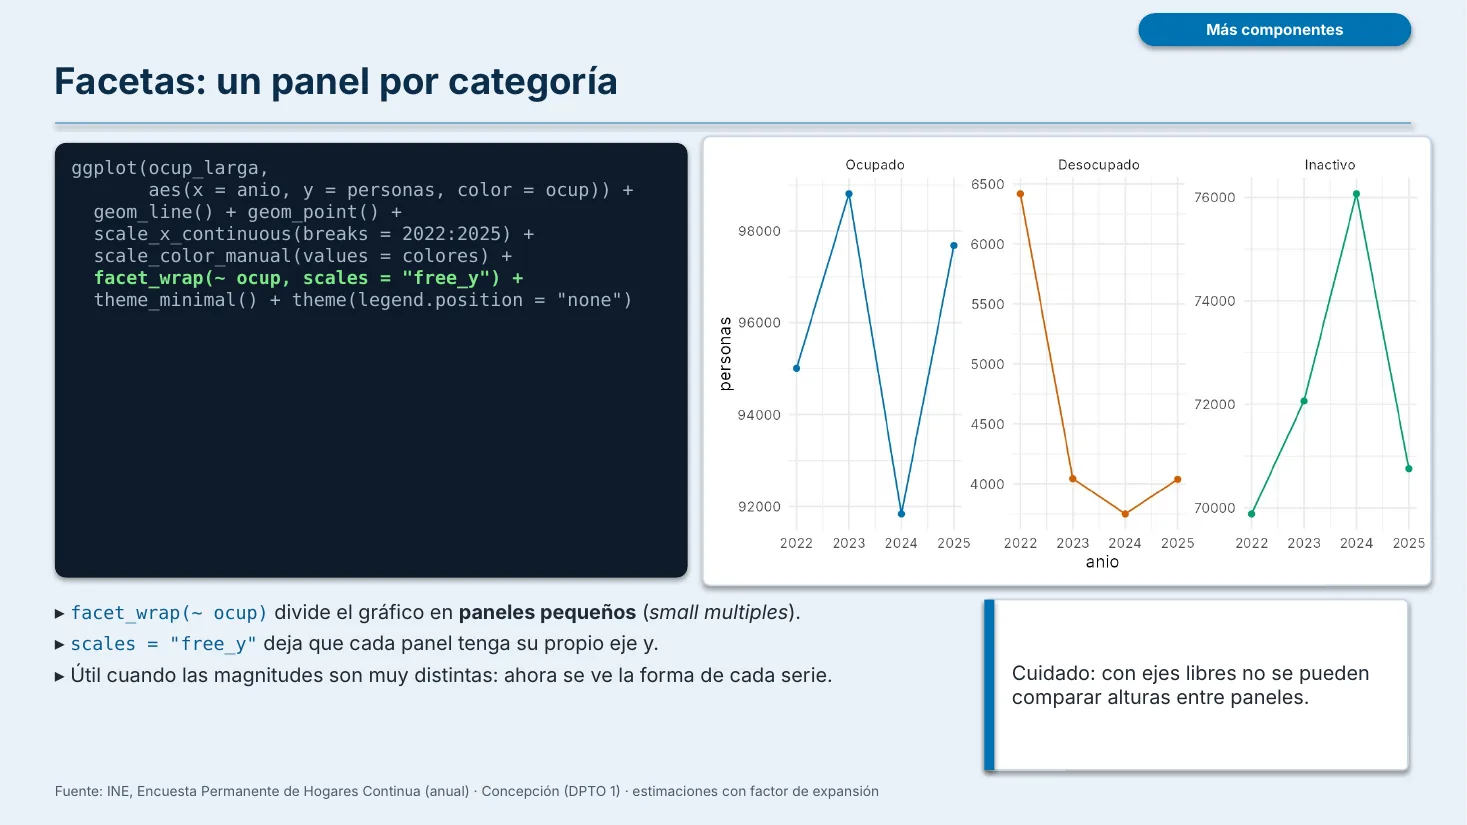 Más componentes
Facetas: un panel por categoría
ggplot(ocup_larga,
       aes(x = anio, y = personas, color = ocup)) +
  geom_line() + geom_point() +
  scale_x_continuous(breaks = 2022:2025) +
  scale_color_manual(values = colores) +
  facet_wrap(~ ocup, scales = "free_y") +
  theme_minimal() + theme(legend.position = "none")
Ocupado
98000
96000
94000
92000
2022 2023 2024 2025
Desocupado
6500
6000
5500
5000
4500
4000
2022 2023 2024 2025
Inactivo
76000
74000
72000
70000
2022 2023 2024 2025
personas
anio
▸ facet_wrap(~ ocup) divide el gráfico en paneles pequeños (small multiples).
▸ scales = "free_y" deja que cada panel tenga su propio eje y.
▸ Útil cuando las magnitudes son muy distintas: ahora se ve la forma de cada serie.
Cuidado: con ejes libres no se pueden
comparar alturas entre paneles.
Fuente: INE, Encuesta Permanente de Hogares Continua (anual) · Concepción (DPTO 1) · estimaciones con factor de expansión